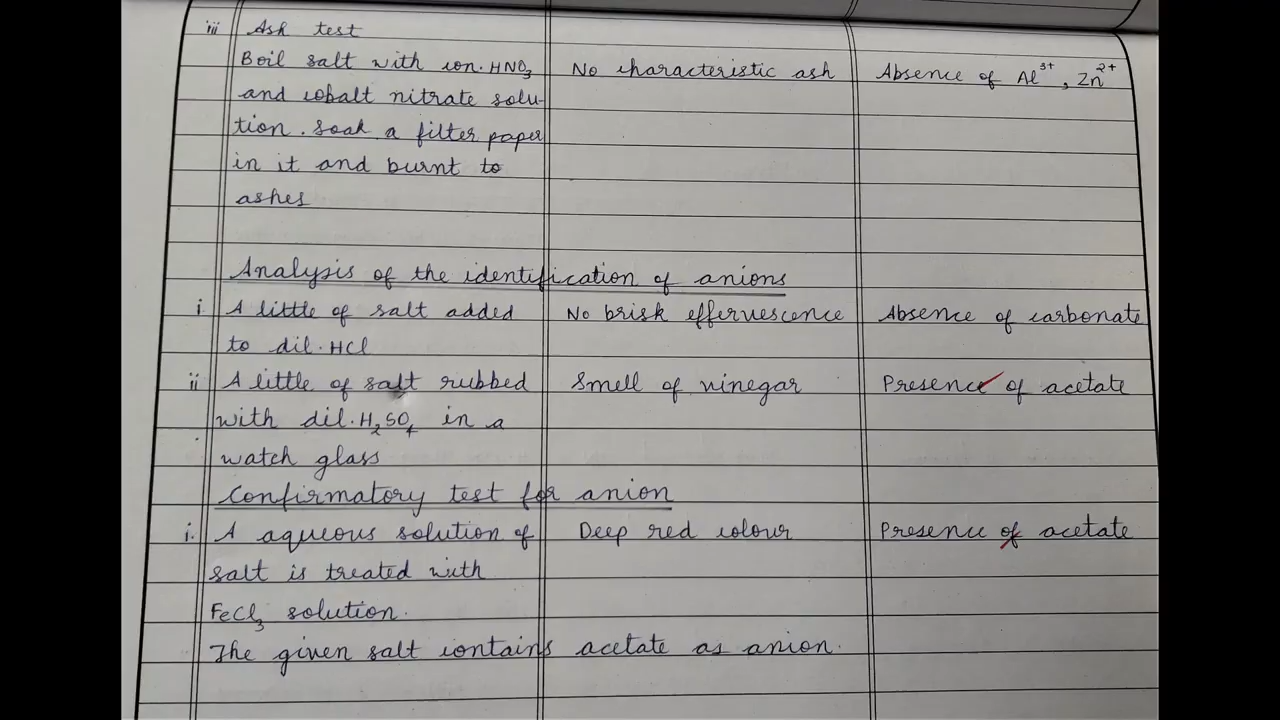 iii Ash test
Boil salt with con.HNO₃ No characteristic ash Absence of Al³⁺, Zn²⁺
and cobalt nitrate solu-
tion. Soak a filter paper
in it and burnt to
ashes
Analysis of the identification of anions
i A little of salt added No brisk effervescence Absence of carbonate
to dil.HCl
ii A little of salt rubbed Smell of vinegar Presence of acetate
with dil.H₂SO₄ in a
watch glass
Confirmatory test for anion
i. A aqueous solution of Deep red colour Presence of acetate
salt is treated with
FeCl₃ solution.
The given salt contains acetate as anion.